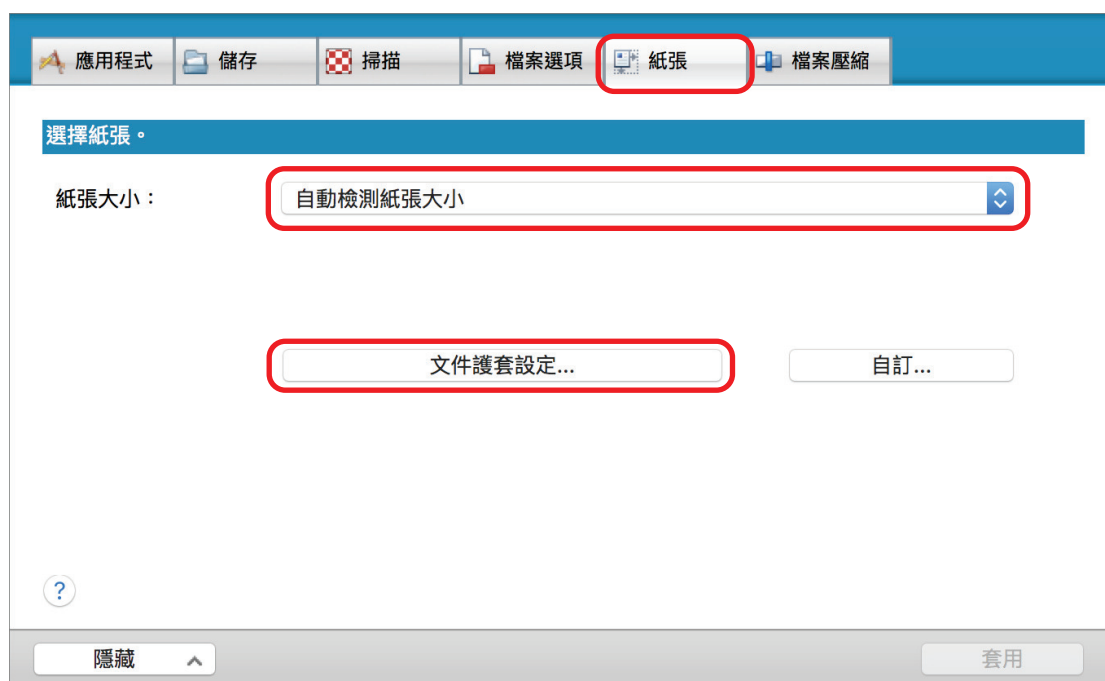 應用程式 儲存 掃描 檔案選項 紙張 檔案壓縮
選擇紙張。
紙張大小： 自動檢測紙張大小
文件護套設定... 自訂...
?
隱藏 套用